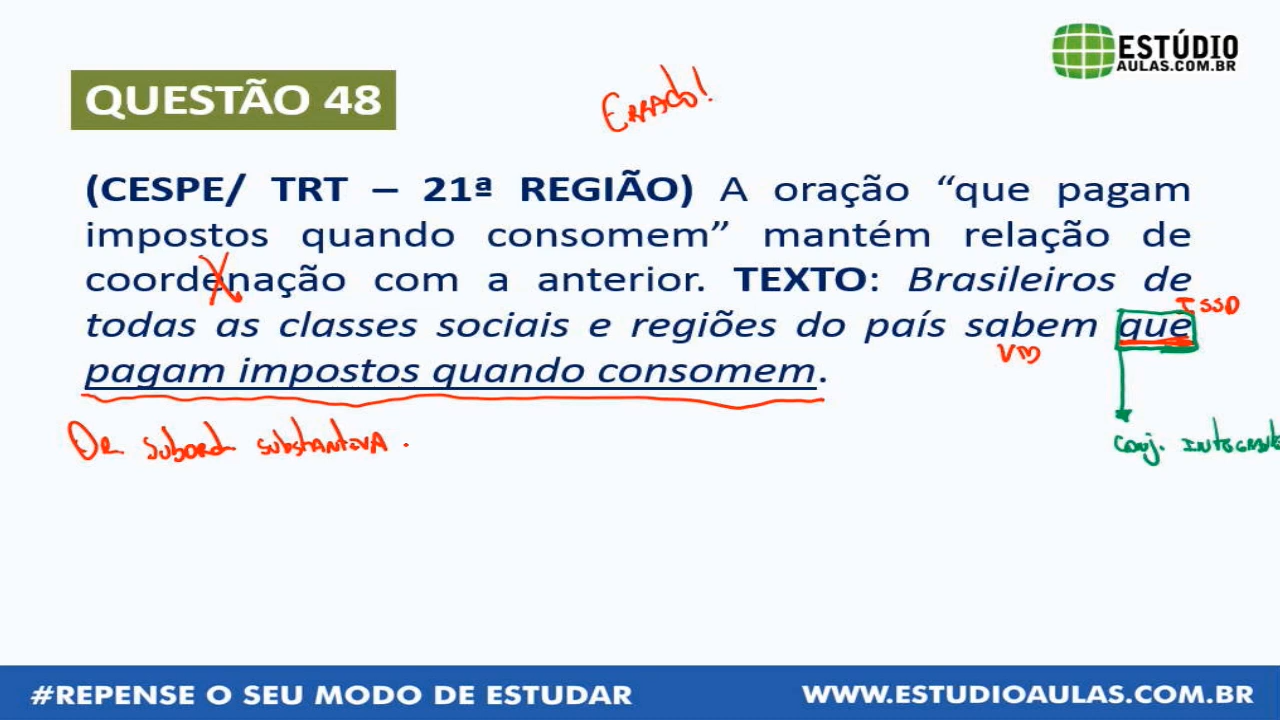 ESTÚDIO
AULAS.COM.BR
QUESTÃO 48
ERRADO!
(CESPE/ TRT – 21ª REGIÃO) A oração “que pagam
impostos quando consomem” mantém relação de
coordenação com a anterior. TEXTO: Brasileiros de
todas as classes sociais e regiões do país sabem que
ISSO
pagam impostos quando consomem.
OR SUBORD SUBSTANTIVA.
CONJ.
#REPENSE O SEU MODO DE ESTUDAR
WWW.ESTUDIOAULAS.COM.BR